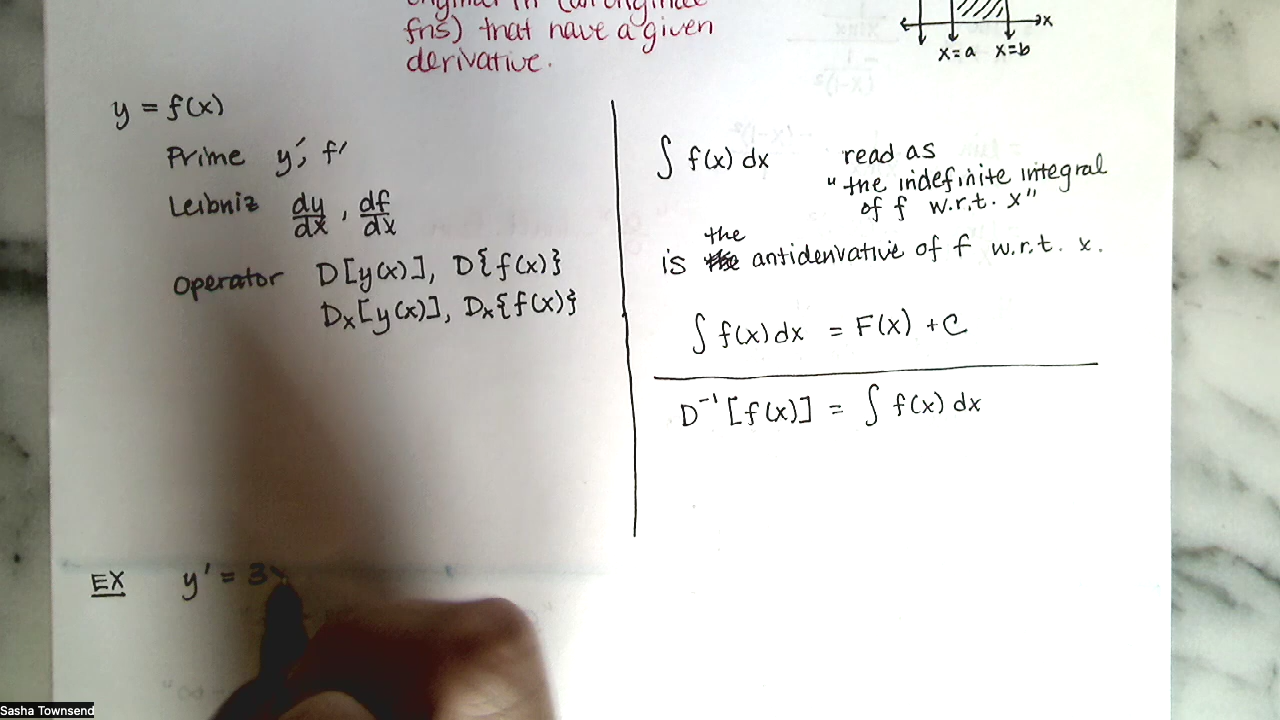 fns) that have a given
derivative.
x
x=a x=b
y = f(x)
Prime y', f'
Leibniz dy/dx , df/dx
Operator D[y(x)], D{f(x)}
Dx[y(x)], Dx{f(x)}
∫ f(x) dx read as
"the indefinite integral
of f w.r.t. x"
the
is antiderivative of f w.r.t. x.
∫ f(x) dx = F(x) + C
D⁻¹ [f(x)] = ∫ f(x) dx
EX y' = 3
Sasha Townsend